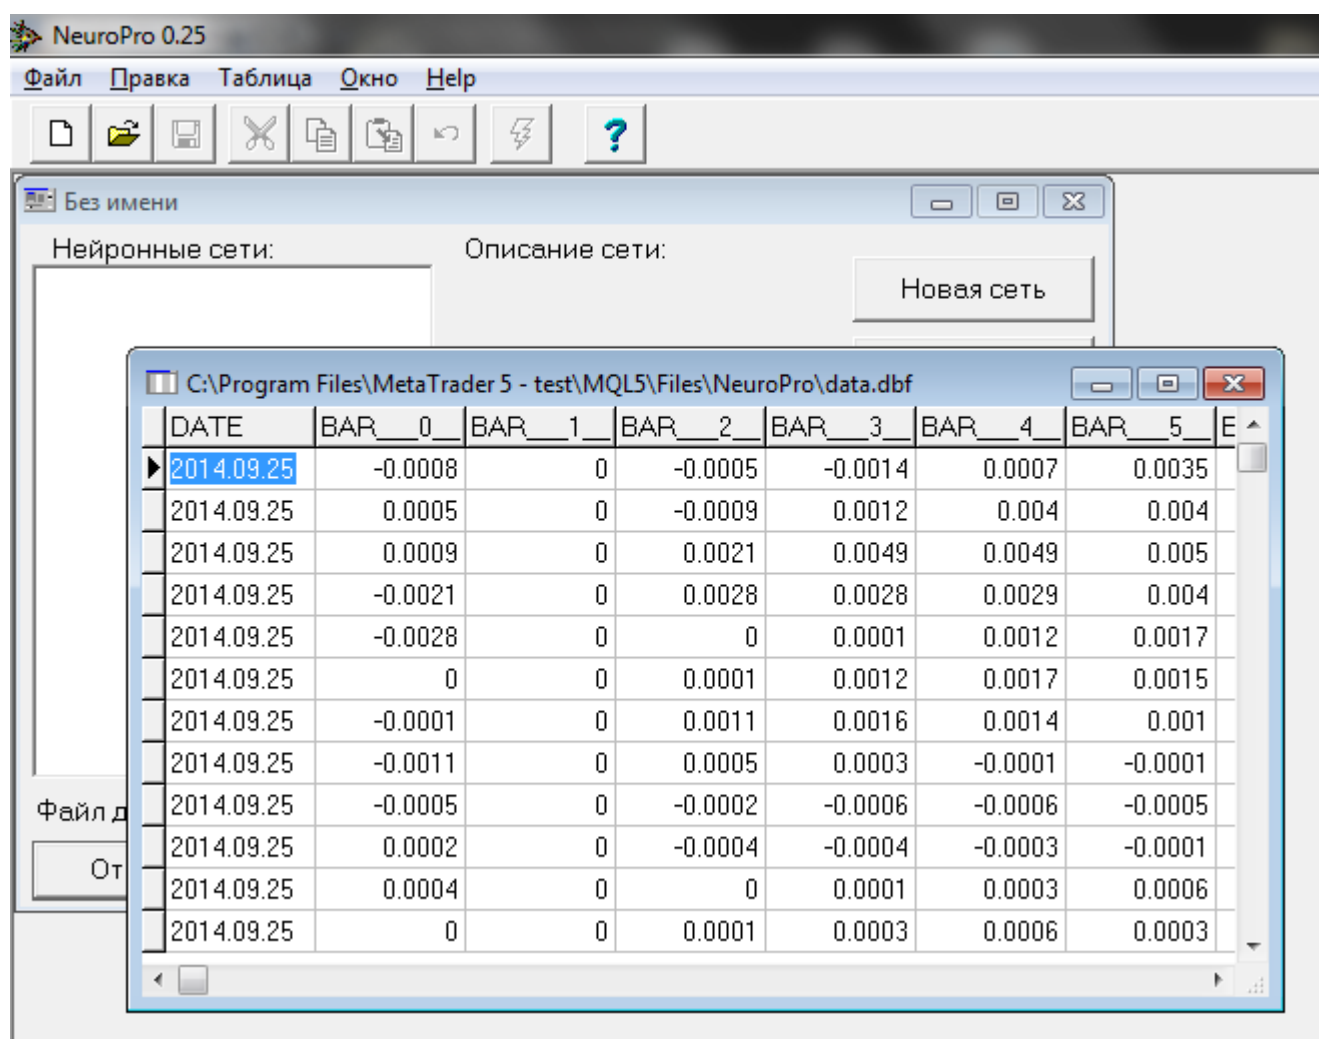 NeuroPro 0.25
Файл Правка Таблица Окно Help
?
Без имени
Нейронные сети: Описание сети:
Новая сеть
C:\Program Files\MetaTrader 5 - test\MQL5\Files\NeuroPro\data.dbf
DATE BAR___0__ BAR___1__ BAR___2__ BAR___3__ BAR___4__ BAR___5__
2014.09.25 -0.0008 0 -0.0005 -0.0014 0.0007 0.0035
2014.09.25 0.0005 0 -0.0009 0.0012 0.004 0.004
2014.09.25 0.0009 0 0.0021 0.0049 0.0049 0.005
2014.09.25 -0.0021 0 0.0028 0.0028 0.0029 0.004
2014.09.25 -0.0028 0 0 0.0001 0.0012 0.0017
2014.09.25 0 0 0.0001 0.0012 0.0017 0.0015
2014.09.25 -0.0001 0 0.0011 0.0016 0.0014 0.001
2014.09.25 -0.0011 0 0.0005 0.0003 -0.0001 -0.0001
Файл д 2014.09.25 -0.0005 0 -0.0002 -0.0006 -0.0006 -0.0005
2014.09.25 0.0002 0 -0.0004 -0.0004 -0.0003 -0.0001
От 2014.09.25 0.0004 0 0 0.0001 0.0003 0.0006
2014.09.25 0 0 0.0001 0.0003 0.0006 0.0003